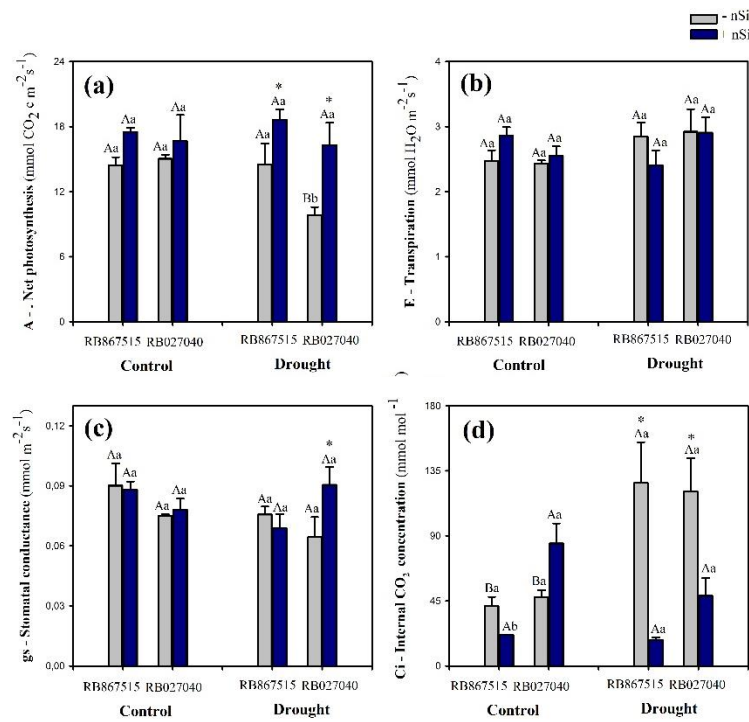 - nSi
+ nSi
(a)
A - . Net photosynthesis (mmol CO2 c m-2s-1)
24
18
12
6
0
Aa Aa Aa Aa * Aa Aa * Aa Bb
RB867515 RB027040 RB867515 RB027040
Control Drought
(b)
E - Transpiration (mmol H2O m-2s-1)
4
3
2
1
0
Aa Aa Aa Aa Aa Aa Aa Aa
RB867515 RB027040 RB867515 RB027040
Control Drought
(c)
gs - Stomatal conductance (mmol m-2s-1)
0,12
0,09
0,06
0,03
0,00
Aa Aa Aa Aa Aa Aa Aa * Aa
RB867515 RB027040 RB867515 RB027040
Control Drought
(d)
Ci - Internal CO2 concentration (mmol mol-1
)
180
135
90
45
0
Ba Ab Ba Aa * Aa Aa * Aa Aa
RB867515 RB027040 RB867515 RB027040
Control Drought